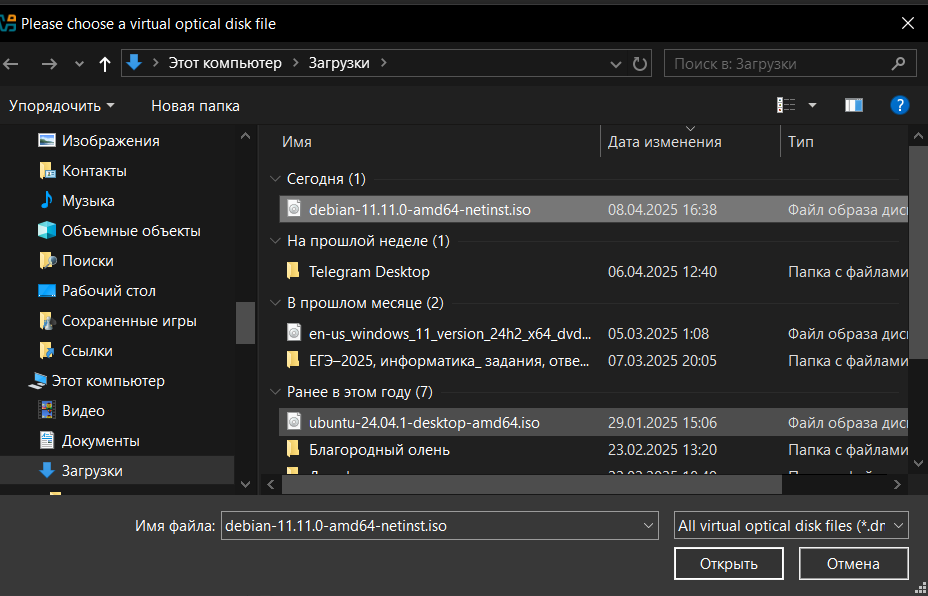 Please choose a virtual optical disk file
Этот компьютер
Загрузки
Поиск в: Загрузки
Упорядочить
Новая папка
?
Изображения
Контакты
Музыка
Объемные объекты
Поиски
Рабочий стол
Сохраненные игры
Ссылки
Этот компьютер
Видео
Документы
Загрузки
Имя Дата изменения Тип
Сегодня (1)
debian-11.11.0-amd64-netinst.iso 08.04.2025 16:38 Файл образа дис
На прошлой неделе (1)
Telegram Desktop 06.04.2025 12:40 Папка с файлами
В прошлом месяце (2)
en-us_windows_11_version_24h2_x64_dvd... 05.03.2025 1:08 Файл образа дис
ЕГЭ–2025, информатика_ задания, отве... 07.03.2025 20:05 Папка с файлами
Ранее в этом году (7)
ubuntu-24.04.1-desktop-amd64.iso 29.01.2025 15:06 Файл образа дис
Благородный олень 23.02.2025 13:20 Папка с файлами
Имя файла: debian-11.11.0-amd64-netinst.iso All virtual optical disk files (*.dr
Открыть Отмена